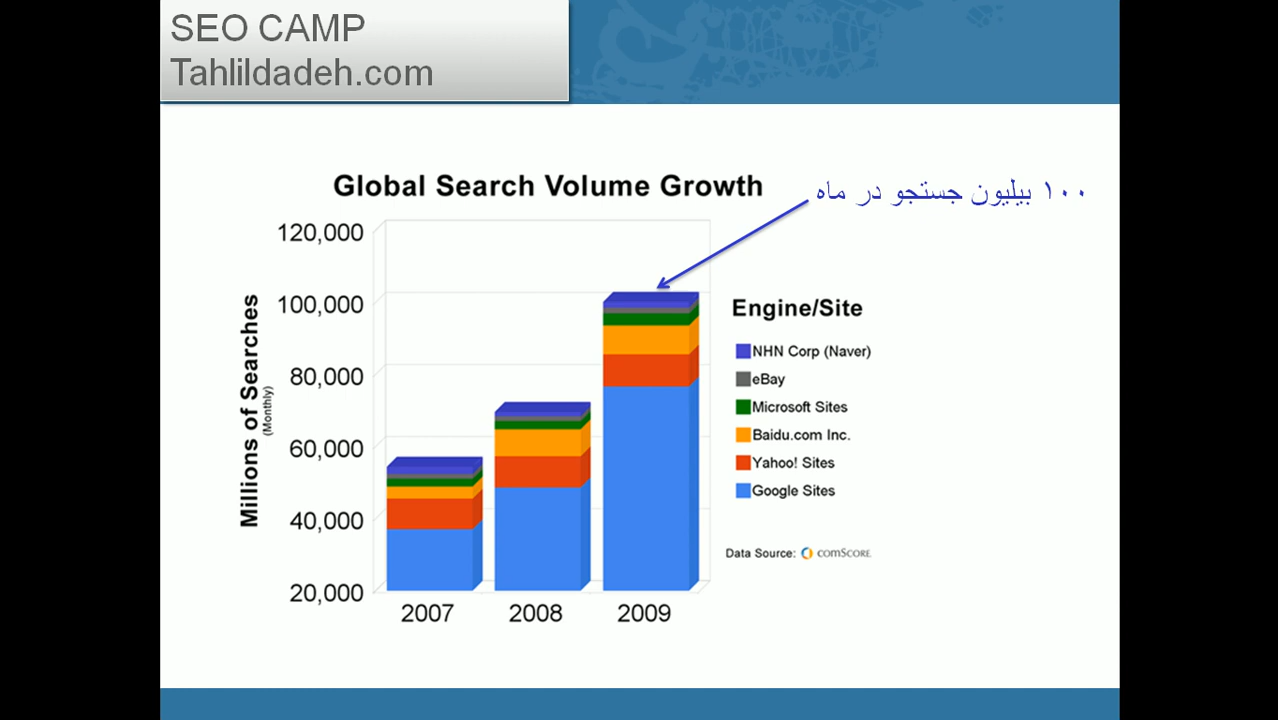 SEO CAMP
Tahlildadeh.com
Global Search Volume Growth
۱۰۰ بیلیون جستجو در ماه
120,000
100,000
80,000
60,000
40,000
20,000
Millions of Searches
(Monthly)
2007
2008
2009
Engine/Site
NHN Corp (Naver)
eBay
Microsoft Sites
Baidu.com Inc.
Yahoo! Sites
Google Sites
Data Source: comSCORE